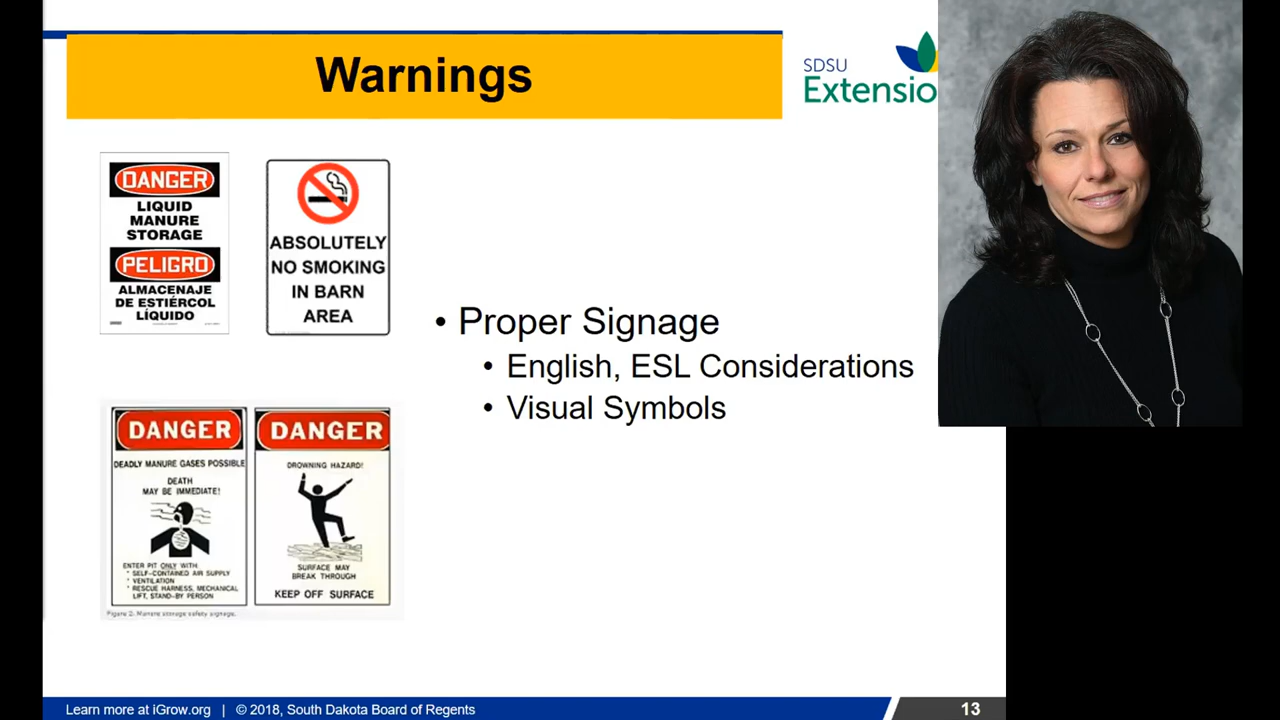 Warnings
SDSU
Extensio
DANGER
LIQUID
MANURE
STORAGE
PELIGRO
ALMACENAJE
DE ESTIÉRCOL
LÍQUIDO
ABSOLUTELY
NO SMOKING
IN BARN
AREA
• Proper Signage
• English, ESL Considerations
• Visual Symbols
DANGER
DEADLY MANURE GASES POSSIBLE
DEATH
MAY BE IMMEDIATE!
ENTER PIT ONLY WITH:
* SELF-CONTAINED AIR SUPPLY
* VENTILATION
* RESCUE HARNESS, MECHANICAL
LIFT, STAND-BY PERSON
DANGER
DROWNING HAZARD!
SURFACE MAY
BREAK THROUGH
KEEP OFF SURFACE
Figure 2. Manure storage safety signage.
Learn more at iGrow.org | © 2018, South Dakota Board of Regents
13